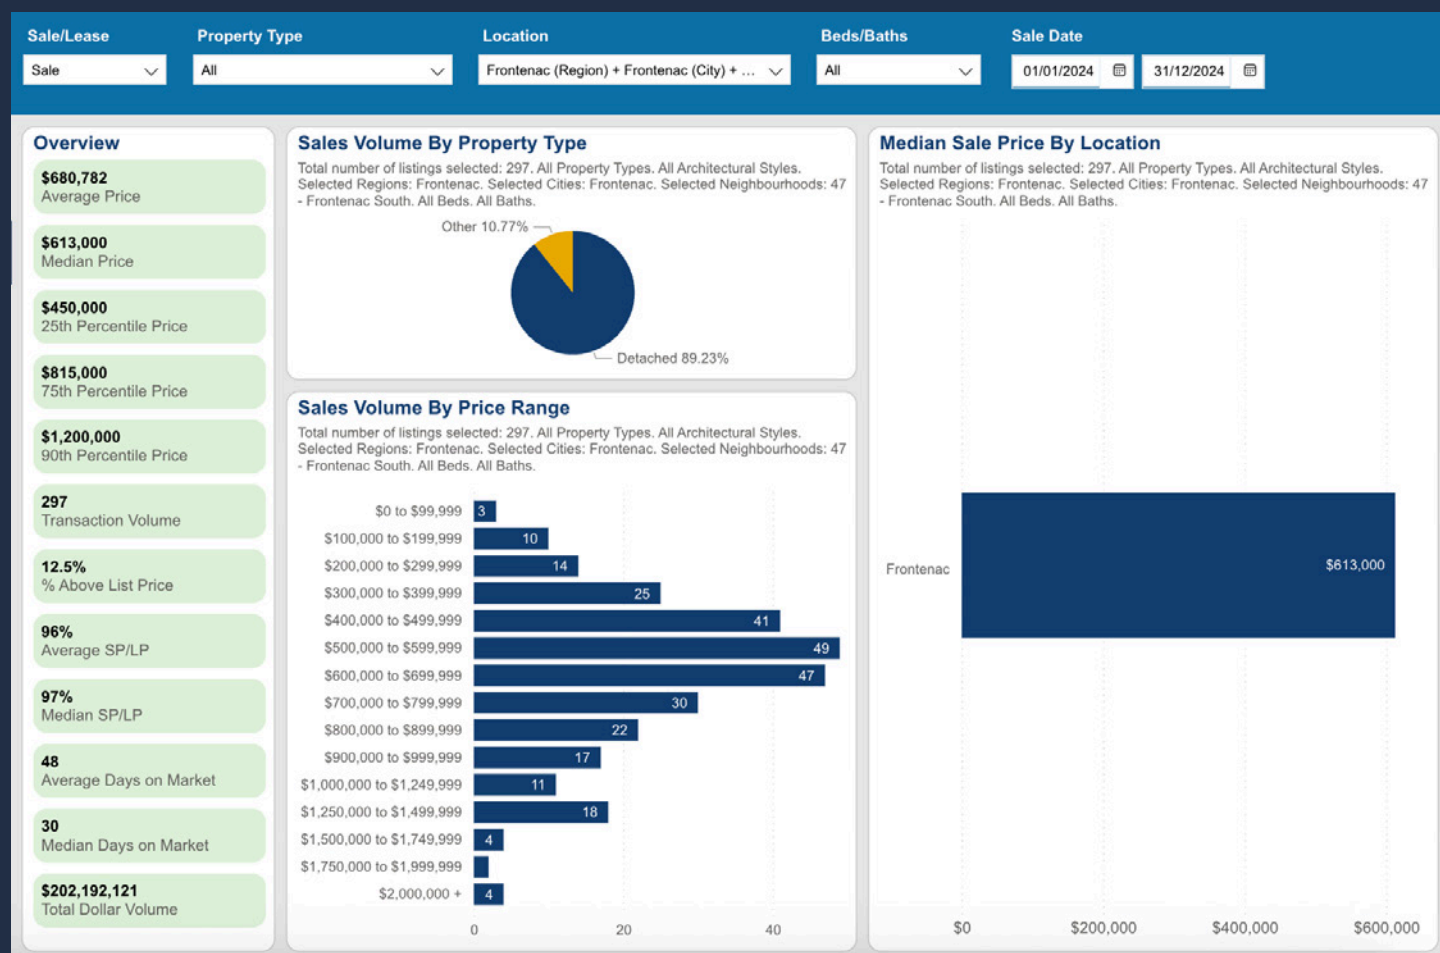 Sale/Lease
Property Type
Location
Beds/Baths
Sale Date
Sale
All
Frontenac (Region) + Frontenac (City) + ...
All
01/01/2024
31/12/2024
Overview
$680,782
Average Price
$613,000
Median Price
$450,000
25th Percentile Price
$815,000
75th Percentile Price
$1,200,000
90th Percentile Price
297
Transaction Volume
12.5%
% Above List Price
96%
Average SP/LP
97%
Median SP/LP
48
Average Days on Market
30
Median Days on Market
$202,192,121
Total Dollar Volume
Sales Volume By Property Type
Total number of listings selected: 297. All Property Types. All Architectural Styles.
Selected Regions: Frontenac. Selected Cities: Frontenac. Selected Neighbourhoods: 47
- Frontenac South. All Beds. All Baths.
Other 10.77%
Detached 89.23%
Sales Volume By Price Range
Total number of listings selected: 297. All Property Types. All Architectural Styles.
Selected Regions: Frontenac. Selected Cities: Frontenac. Selected Neighbourhoods: 47
- Frontenac South. All Beds. All Baths.
$0 to $99,999 3
$100,000 to $199,999 10
$200,000 to $299,999 14
$300,000 to $399,999 25
$400,000 to $499,999 41
$500,000 to $599,999 49
$600,000 to $699,999 47
$700,000 to $799,999 30
$800,000 to $899,999 22
$900,000 to $999,999 17
$1,000,000 to $1,249,999 11
$1,250,000 to $1,499,999 18
$1,500,000 to $1,749,999 4
$1,750,000 to $1,999,999
$2,000,000 + 4
0 20 40
Median Sale Price By Location
Total number of listings selected: 297. All Property Types. All Architectural Styles.
Selected Regions: Frontenac. Selected Cities: Frontenac. Selected Neighbourhoods: 47
- Frontenac South. All Beds. All Baths.
Frontenac $613,000
$0 $200,000 $400,000 $600,000